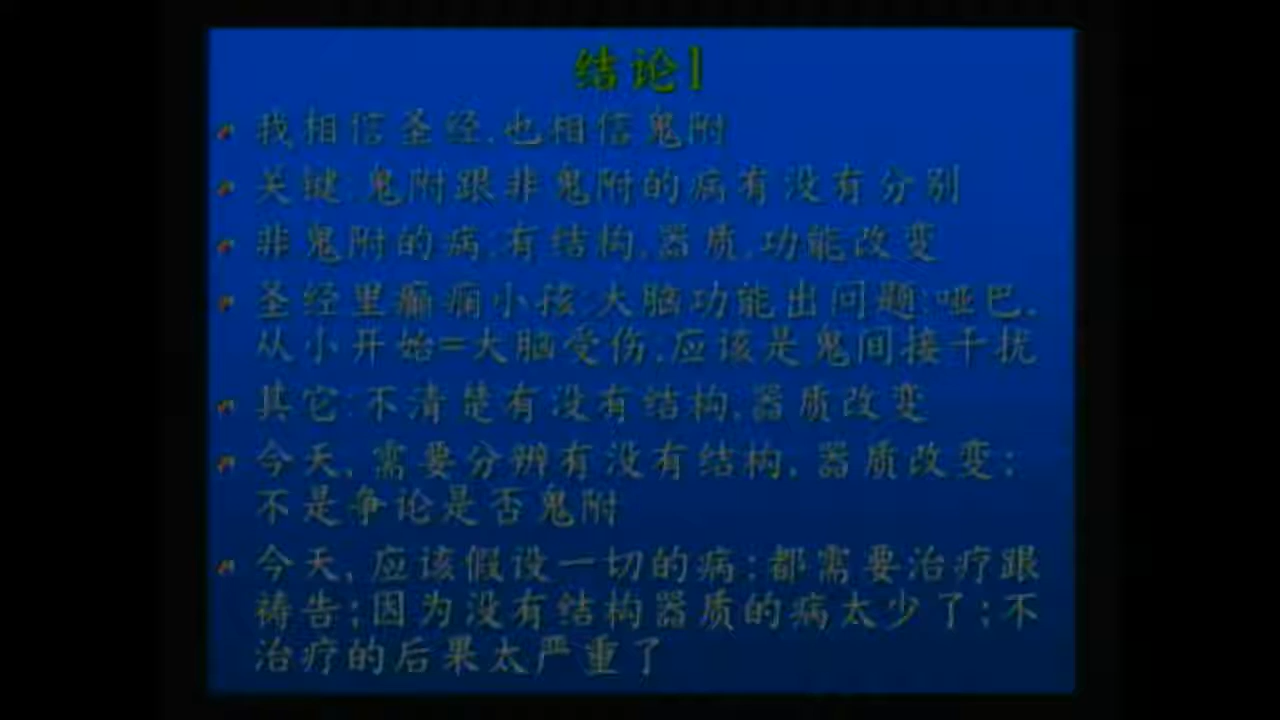 结论1
我相信圣经,也相信鬼附
关键:鬼附跟非鬼附的病有没有分别
非鬼附的病:有结构,器质,功能改变
圣经里癫痫小孩:大脑功能出问题:哑巴,
从小开始=大脑受伤;应该是鬼间接干扰
其它:不清楚有没有结构,器质改变
今天, 需要分辨有没有结构, 器质改变;
不是争论是否鬼附
今天, 应该假设一切的病;都需要治疗跟
祷告;因为没有结构器质的病太少了;不
治疗的后果太严重了